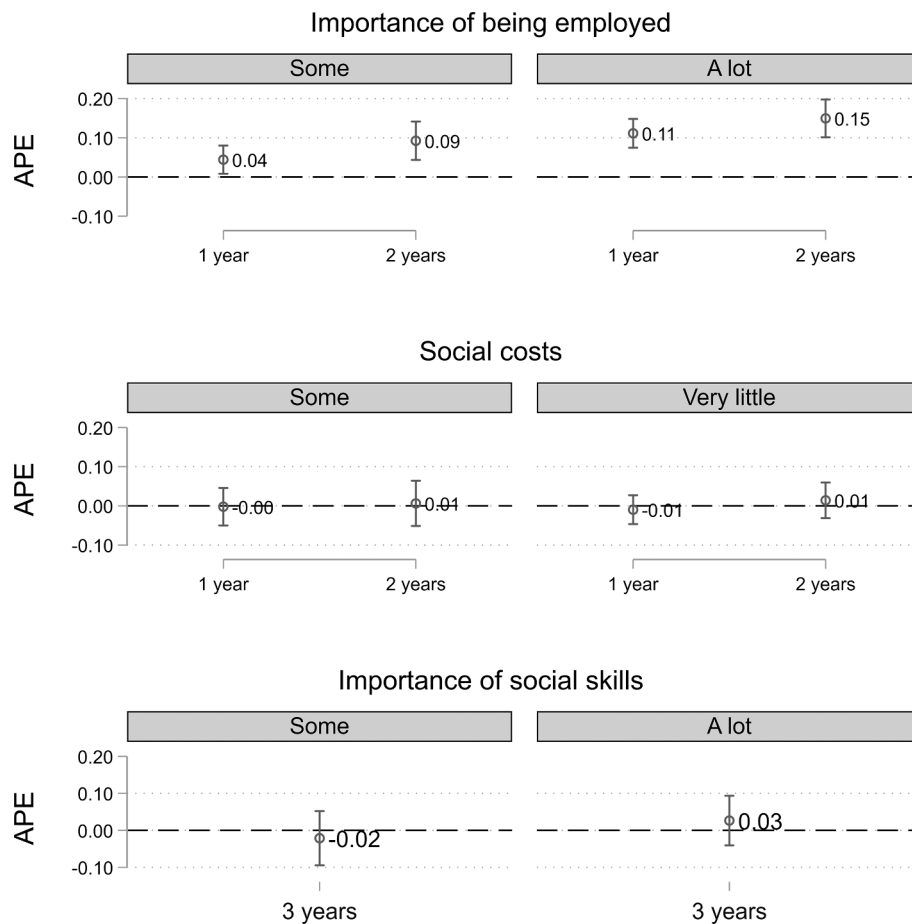 Importance of being employed
Some
A lot
APE
0.20
0.10
0.00
-0.10
0.04
0.09
0.11
0.15
1 year
2 years
1 year
2 years
Social costs
Some
Very little
APE
0.20
0.10
0.00
-0.10
-0.00
0.01
-0.01
0.01
1 year
2 years
1 year
2 years
Importance of social skills
Some
A lot
APE
0.20
0.10
0.00
-0.10
-0.02
0.03
3 years
3 years